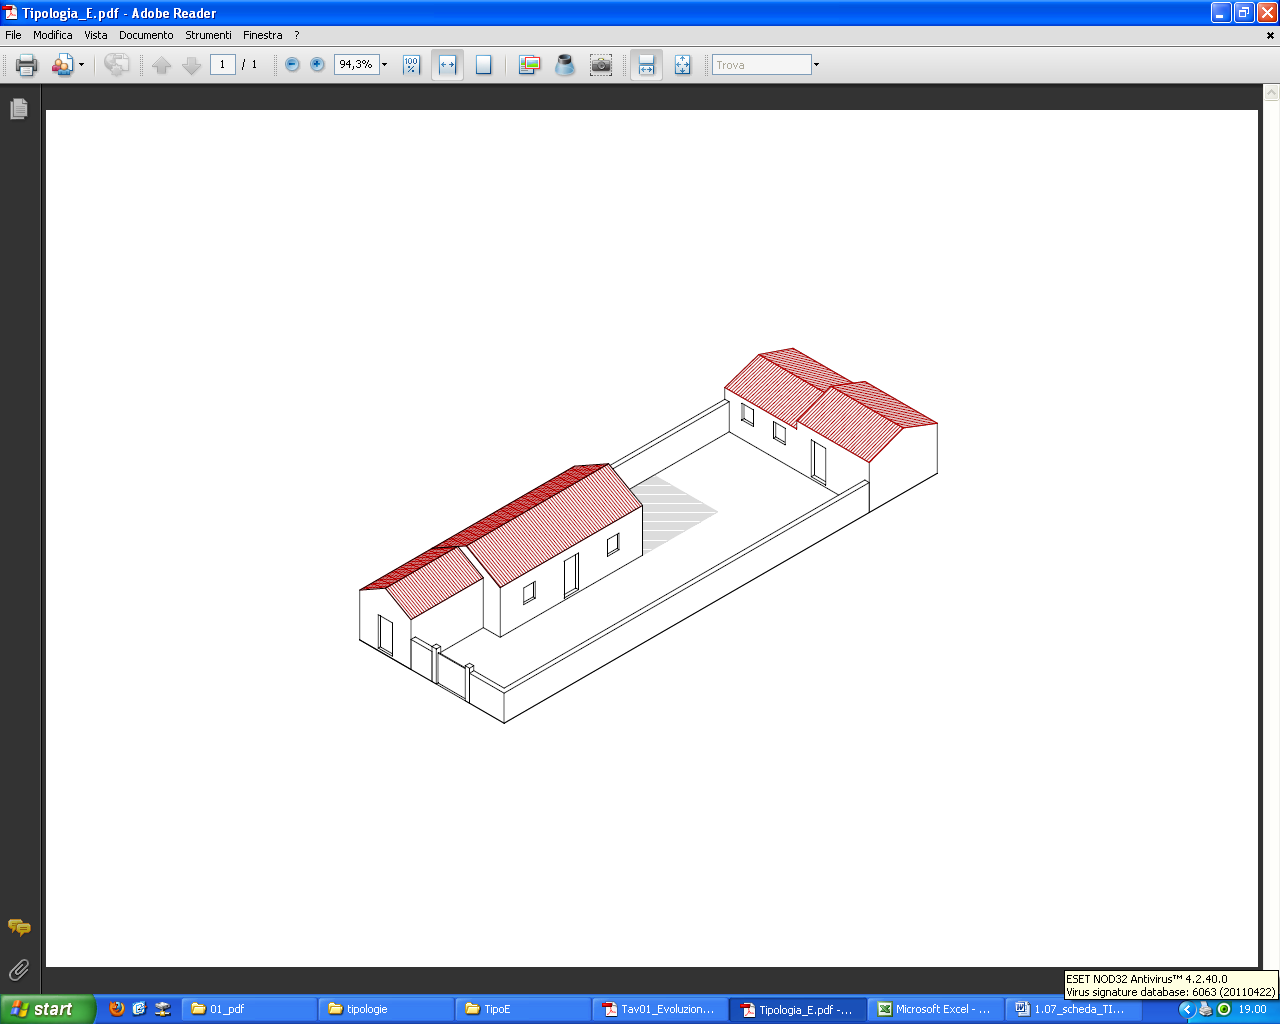 Tipologia_E.pdf - Adobe Reader
File Modifica Vista Documento Strumenti Finestra ?
1 / 1 94,3% 100 % Trova
ESET NOD32 Antivirus™ 4.2.40.0
Virus signature database: 6063 (20110422)
start 01_pdf tipologie TipoE Tav01_Evoluzion... Tipologia_E.pdf -... Microsoft Excel - ... 1.07_scheda_TI... 19.00